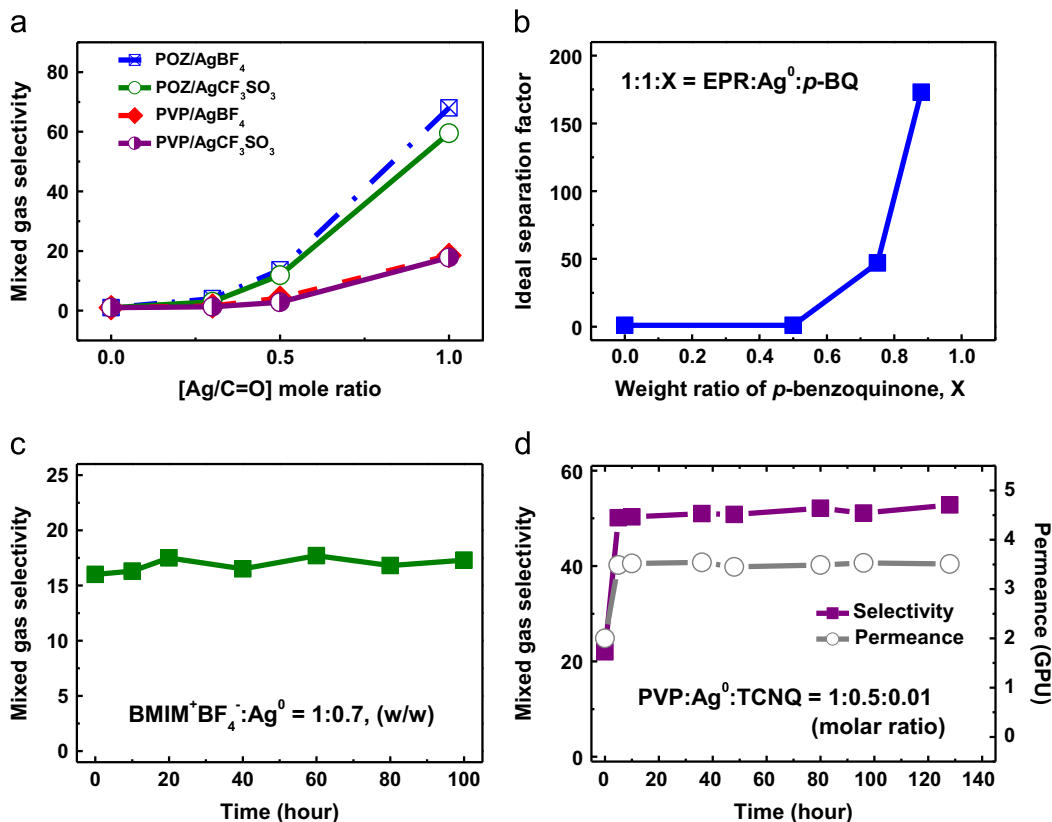 a
Mixed gas selectivity
80
60
40
20
0
POZ/AgBF₄
POZ/AgCF₃SO₃
PVP/AgBF₄
PVP/AgCF₃SO₃
0.0 0.5 1.0
[Ag/C=O] mole ratio
b
Ideal separation factor
200
150
100
50
0
1:1:X = EPR:Ag⁰:p-BQ
0.0 0.2 0.4 0.6 0.8 1.0
Weight ratio of p-benzoquinone, X
c
Mixed gas selectivity
25
20
15
10
5
0
BMIM⁺BF₄⁻:Ag⁰ = 1:0.7, (w/w)
0 20 40 60 80 100
Time (hour)
d
Mixed gas selectivity
60
40
20
0
Selectivity
Permeance
PVP:Ag⁰:TCNQ = 1:0.5:0.01
(molar ratio)
5
4
3
2
1
0
Permeance (GPU)
0 20 40 60 80 100 120 140
Time (hour)